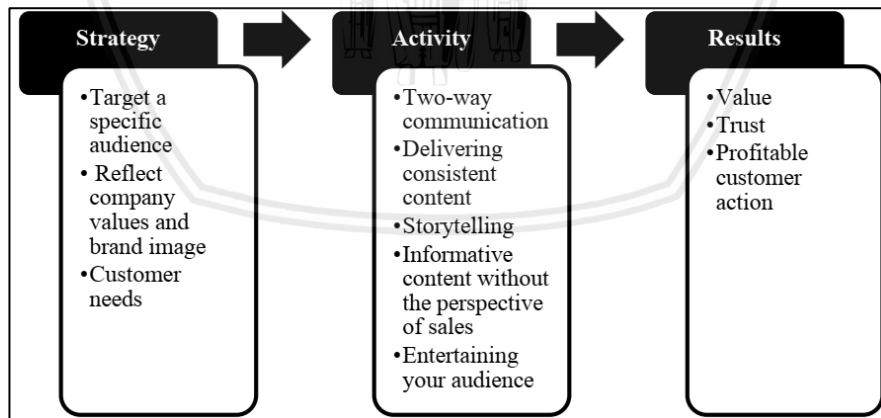 Strategy
•Target a
specific
audience
• Reflect
company
values and
brand image
•Customer
needs
Activity
•Two-way
communication
•Delivering
consistent
content
•Storytelling
•Informative
content without
the perspective
of sales
•Entertaining
your audience
Results
•Value
•Trust
•Profitable
customer
action